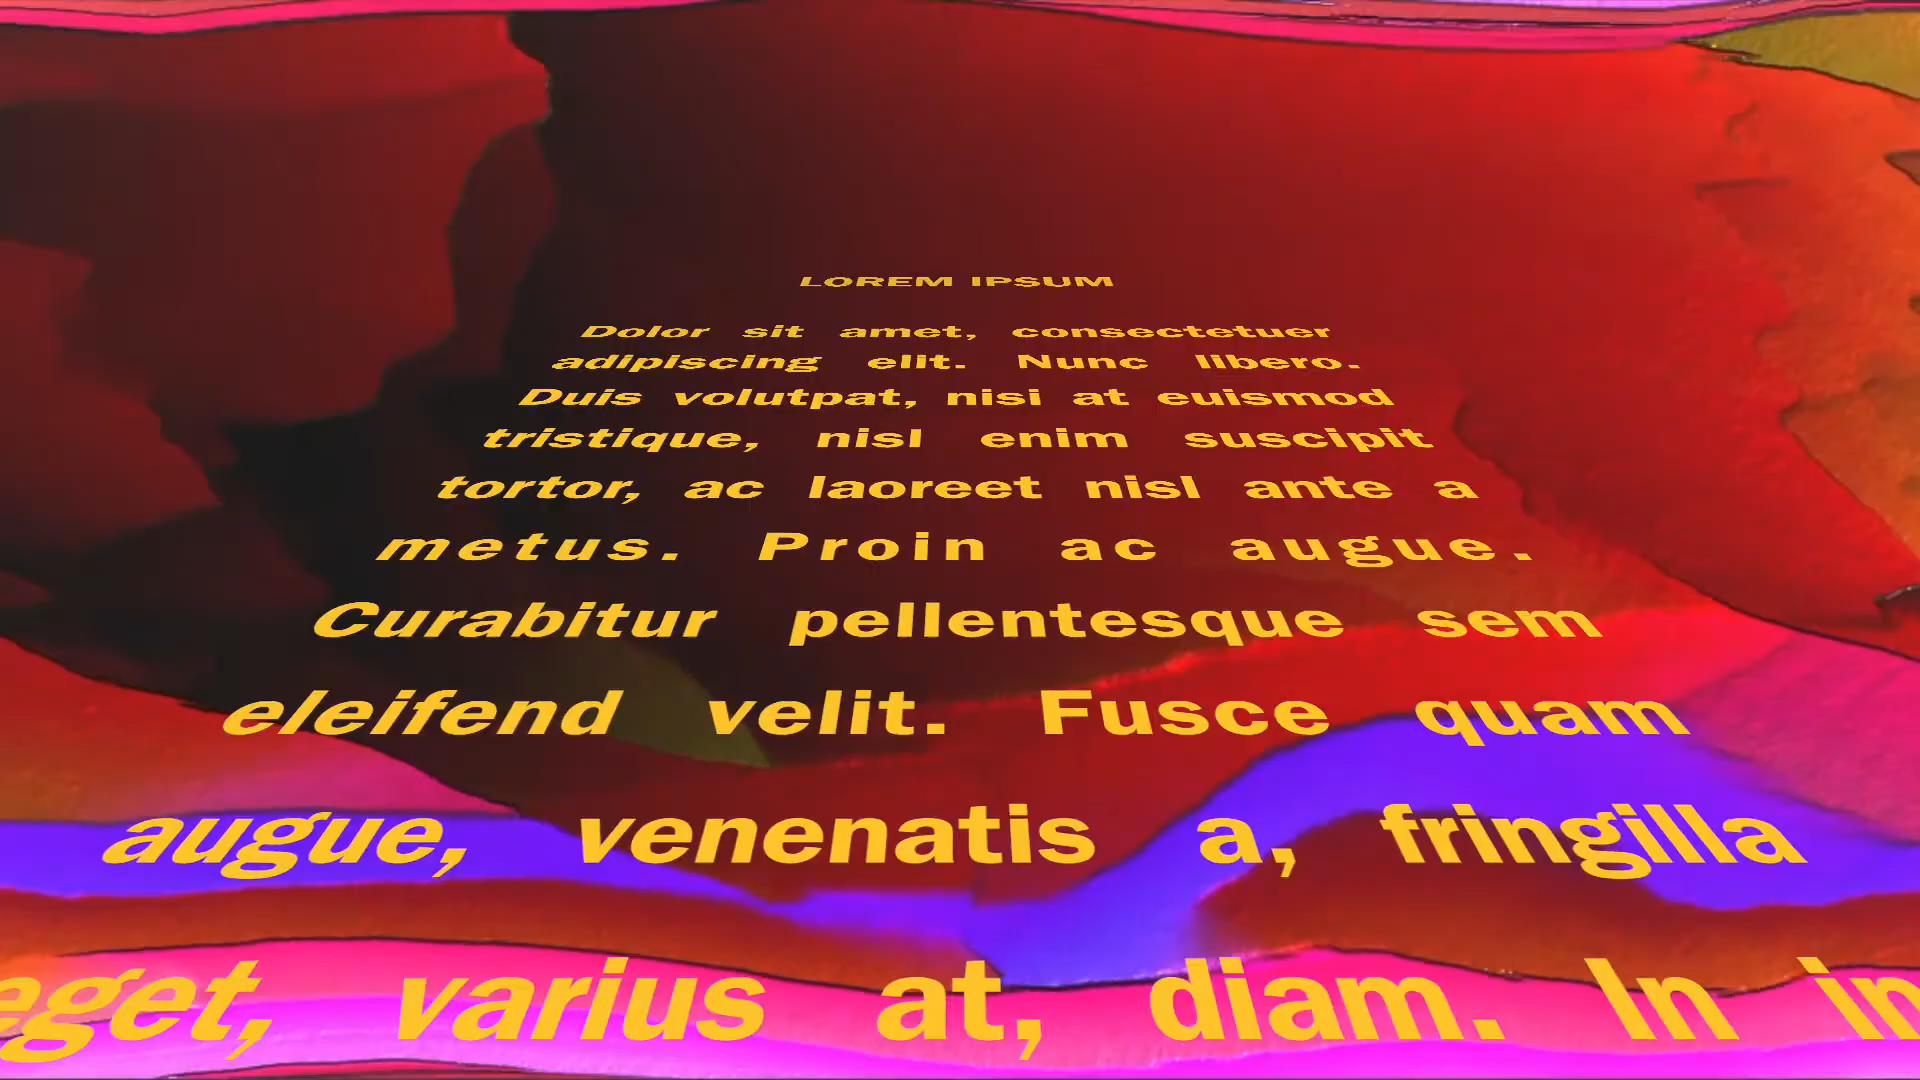 LOREM IPSUM
Dolor sit amet, consectetuer
adipiscing elit. Nunc libero.
Duis volutpat, nisi at euismod
tristique, nisl enim suscipit
tortor, ac laoreet nisl ante a
metus. Proin ac augue.
Curabitur pellentesque sem
eleifend velit. Fusce quam
augue, venenatis a, fringilla
eget, varius at, diam. In in